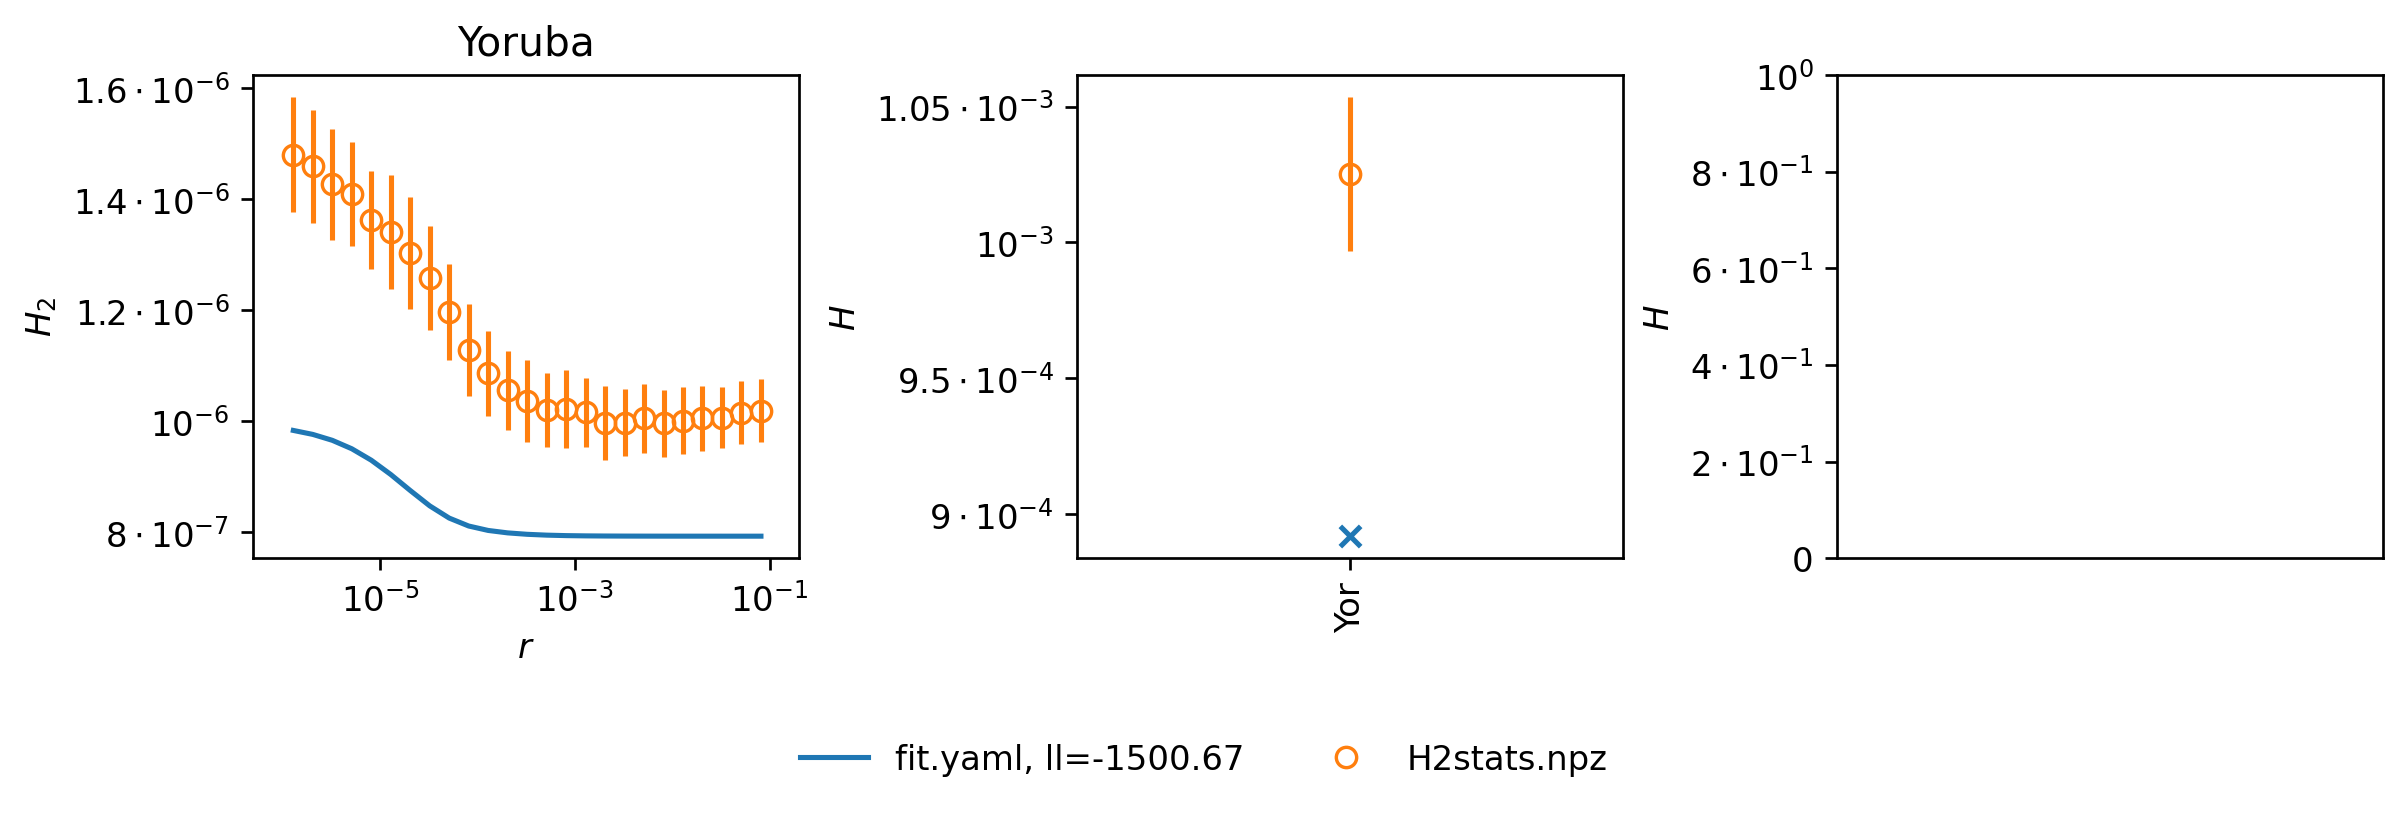 Yoruba
H₂
1.6 · 10⁻⁶
1.4 · 10⁻⁶
1.2 · 10⁻⁶
10⁻⁶
8 · 10⁻⁷
10⁻⁵ 10⁻³ 10⁻¹
r
H
1.05 · 10⁻³
10⁻³
9.5 · 10⁻⁴
9 · 10⁻⁴
Yor
H
10⁰
8 · 10⁻¹
6 · 10⁻¹
4 · 10⁻¹
2 · 10⁻¹
0
fit.yaml, ll=-1500.67 H2stats.npz